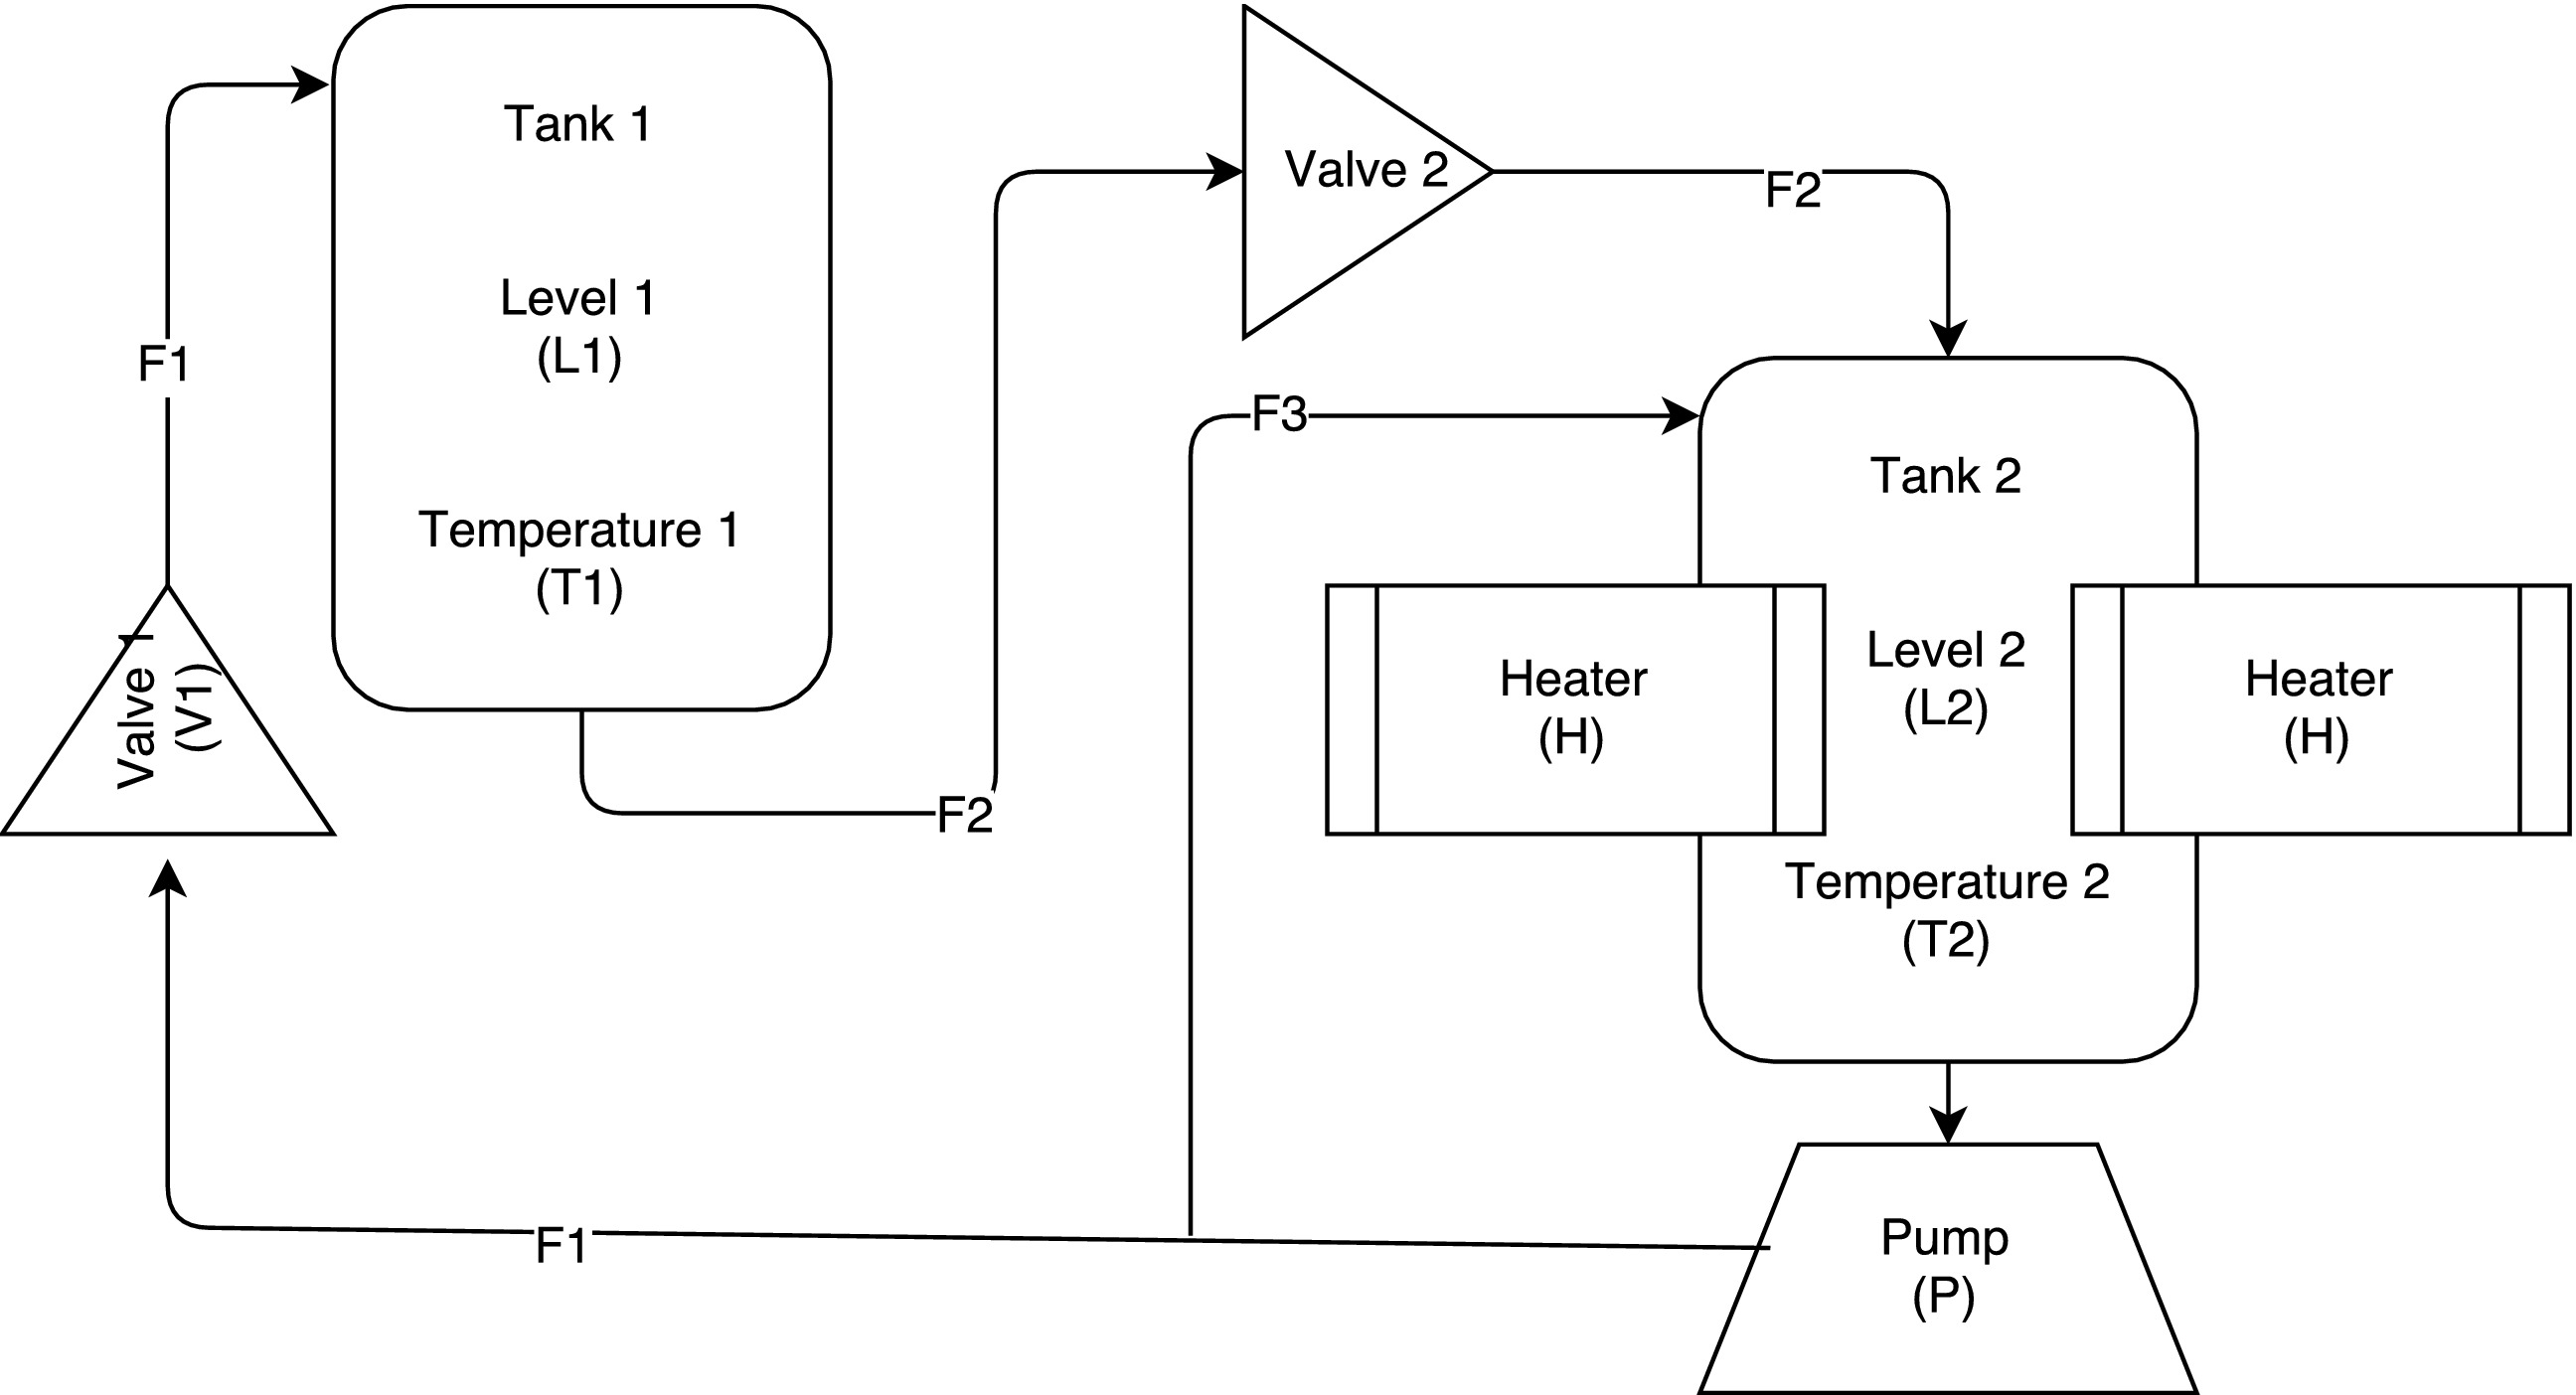 Tank 1
Level 1
(L1)
Temperature 1
(T1)
F1
Valve 1
(V1)
F2
Valve 2
F2
F3
Tank 2
Level 2
(L2)
Temperature 2
(T2)
Heater
(H)
Heater
(H)
F1
Pump
(P)